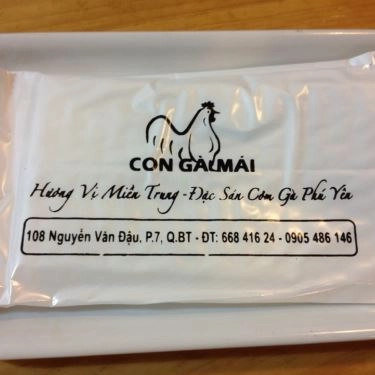 CON GÀ MÁI
Hương Vị Miền Trung - Đặc Sản Cơm Gà Phú Yên
108 Nguyễn Văn Đậu, P.7, Q.BT - ĐT: 668 416 24 - 0905 486 146